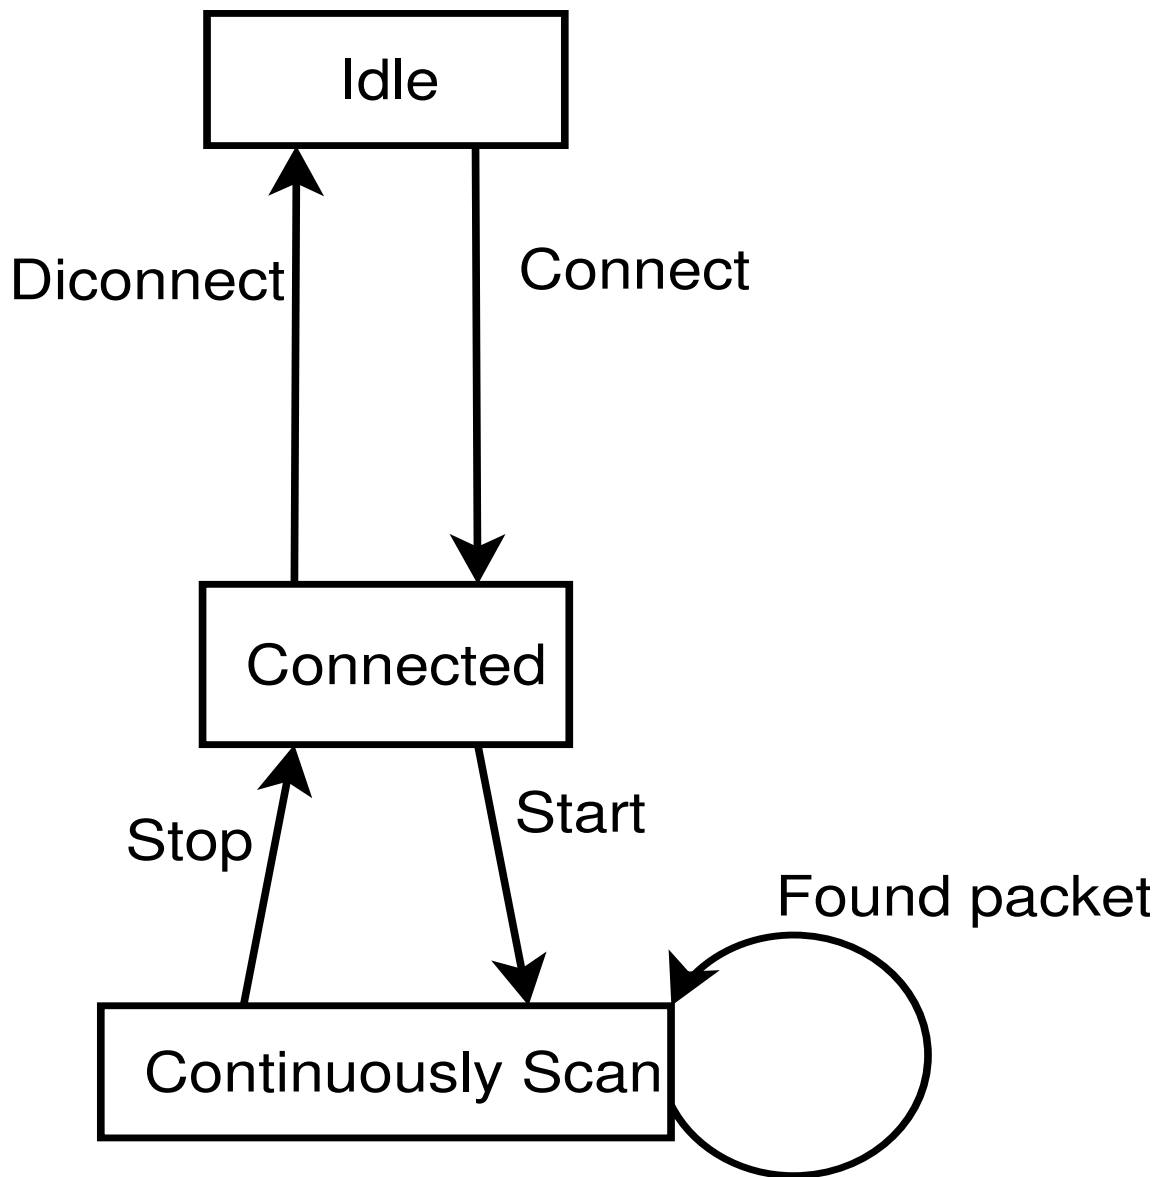 Idle
Diconnect
Connect
Connected
Stop
Start
Found packet
Continuously Scan